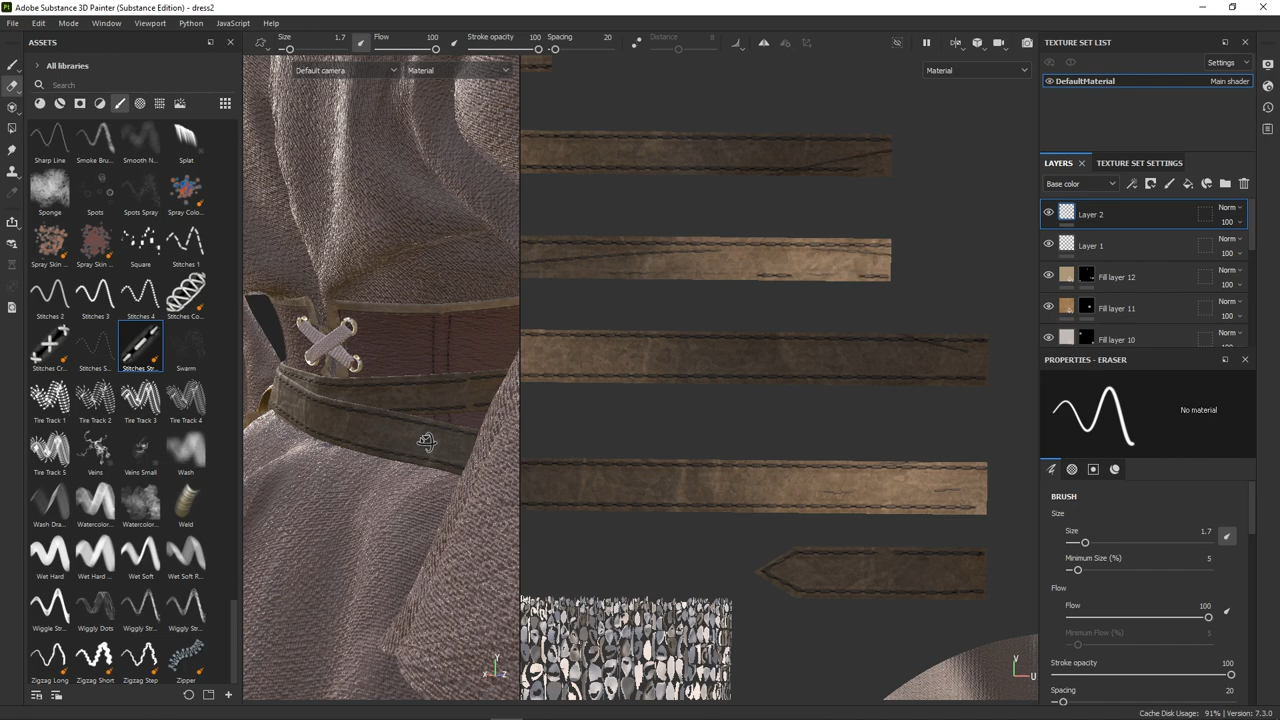 Adobe Substance 3D Painter (Substance Edition) - dress2
File Edit Mode Window Viewport Python JavaScript Help
ASSETS
All libraries
Search
Sharp Line Smoke Bru... Smooth N... Splat
Sponge Spots Spots Spray Spray Colo...
Spray Skin ... Spray Skin ... Square Stitches 1
Stitches 2 Stitches 3 Stitches 4 Stitches Co...
Stitches Cr... Stitches S... Stitches Str... Swarm
Tire Track 1 Tire Track 2 Tire Track 3 Tire Track 4
Tire Track 5 Veins Veins Small Wash
Wash Dra... Watercolor... Watercolor... Weld
Wet Hard Wet Hard ... Wet Soft Wet Soft R...
Wiggle Str... Wiggly Dots Wiggly Str... Wiggly Str...
Zigzag Long Zigzag Short Zigzag Step Zipper
Size 1.7 Flow 100 Stroke opacity 100 Spacing 20 Distance 8
Default camera Material Material
TEXTURE SET LIST
Settings
DefaultMaterial Main shader
LAYERS TEXTURE SET SETTINGS
Base color
Layer 2 Norm 100
Layer 1 Norm 100
Fill layer 12 Norm 100
Fill layer 11 Norm 100
Fill layer 10 Norm 100
PROPERTIES - ERASER
No material
BRUSH
Size
Size 1.7
Minimum Size (%) 5
Flow
Flow 100
Minimum Flow (%) 5
Stroke opacity 100
Spacing 20
Y X Z
V U
Cache Disk Usage: 91% | Version: 7.3.0